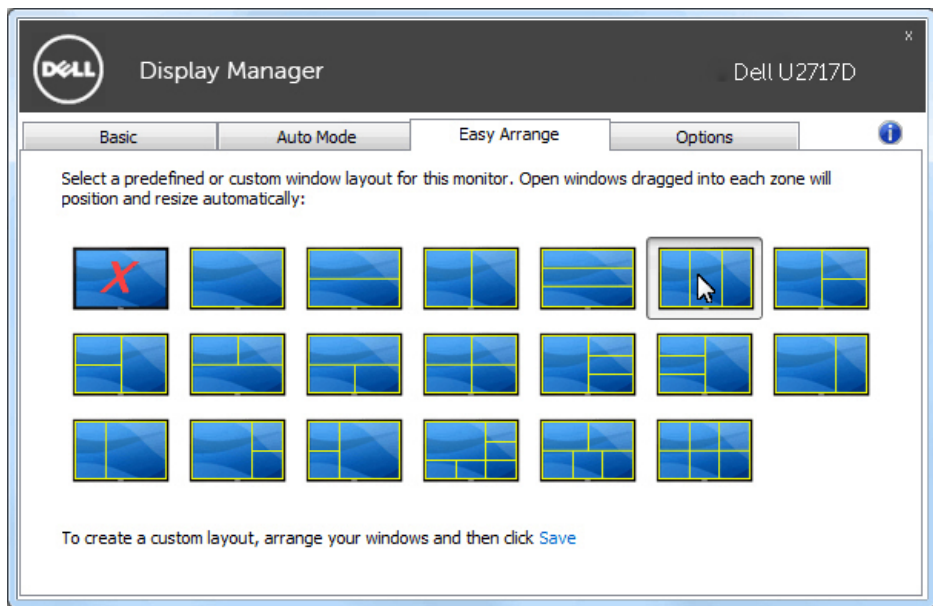 x
DELL
Display Manager
Dell U2717D
Basic
Auto Mode
Easy Arrange
Options
i
Select a predefined or custom window layout for this monitor. Open windows dragged into each zone will
position and resize automatically:
X
To create a custom layout, arrange your windows and then click Save